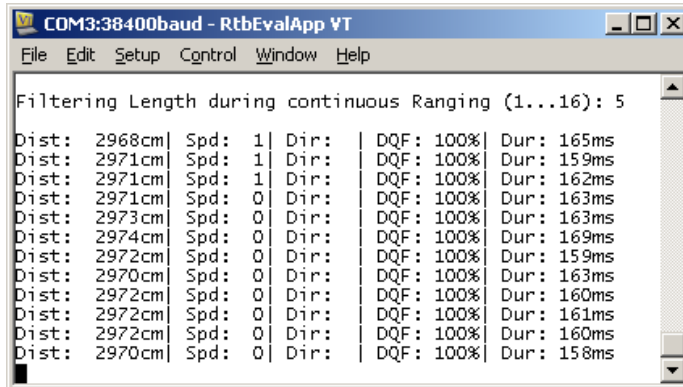 COM3:38400baud - RtbEvalApp VT
File Edit Setup Control Window Help
Filtering Length during continuous Ranging (1...16): 5
Dist: 2968cm| Spd: 1| Dir: | DQF: 100%| Dur: 165ms
Dist: 2971cm| Spd: 1| Dir: | DQF: 100%| Dur: 159ms
Dist: 2971cm| Spd: 1| Dir: | DQF: 100%| Dur: 162ms
Dist: 2971cm| Spd: 0| Dir: | DQF: 100%| Dur: 163ms
Dist: 2973cm| Spd: 0| Dir: | DQF: 100%| Dur: 163ms
Dist: 2974cm| Spd: 0| Dir: | DQF: 100%| Dur: 169ms
Dist: 2972cm| Spd: 0| Dir: | DQF: 100%| Dur: 159ms
Dist: 2970cm| Spd: 0| Dir: | DQF: 100%| Dur: 163ms
Dist: 2972cm| Spd: 0| Dir: | DQF: 100%| Dur: 160ms
Dist: 2972cm| Spd: 0| Dir: | DQF: 100%| Dur: 161ms
Dist: 2972cm| Spd: 0| Dir: | DQF: 100%| Dur: 160ms
Dist: 2970cm| Spd: 0| Dir: | DQF: 100%| Dur: 158ms